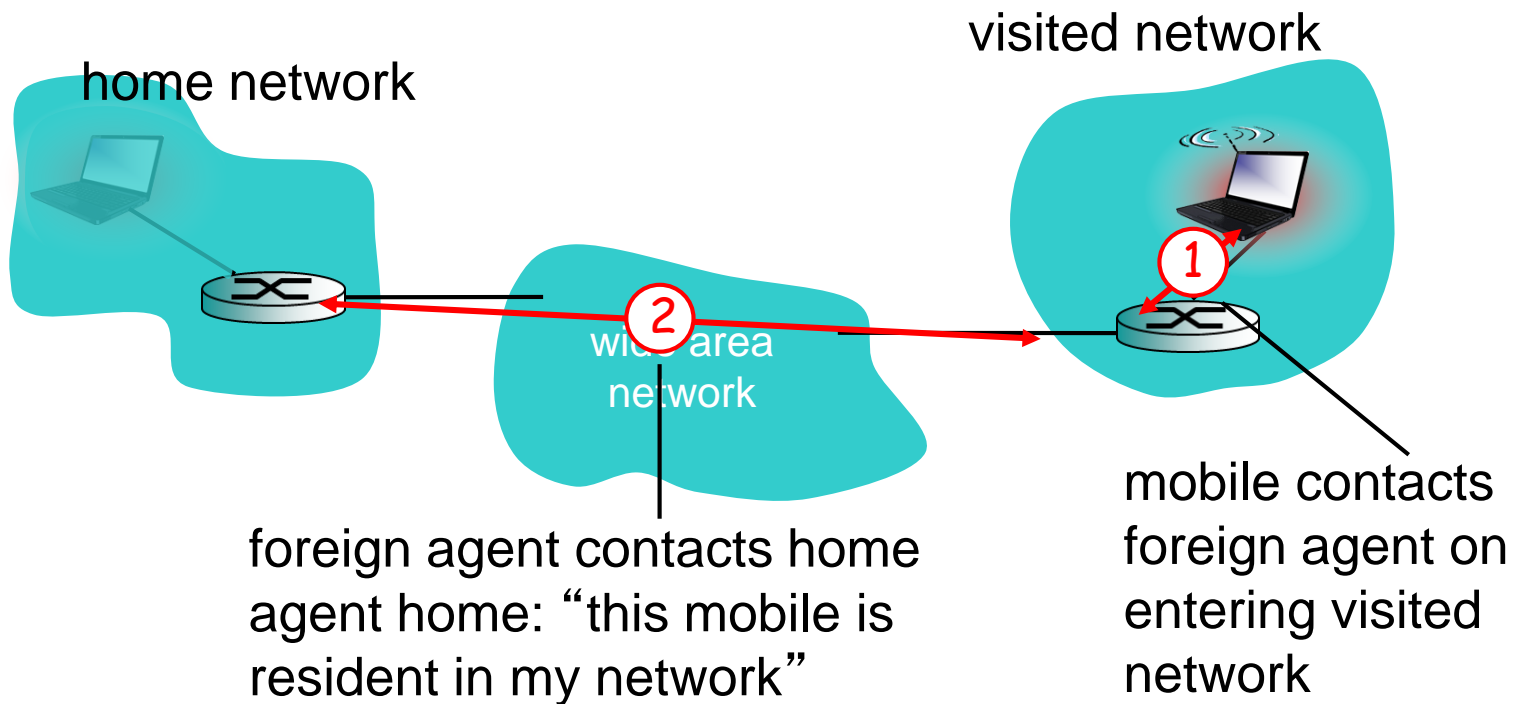 home network
visited network
1
2
wide area
network
foreign agent contacts home
agent home: “this mobile is
resident in my network”
mobile contacts
foreign agent on
entering visited
network